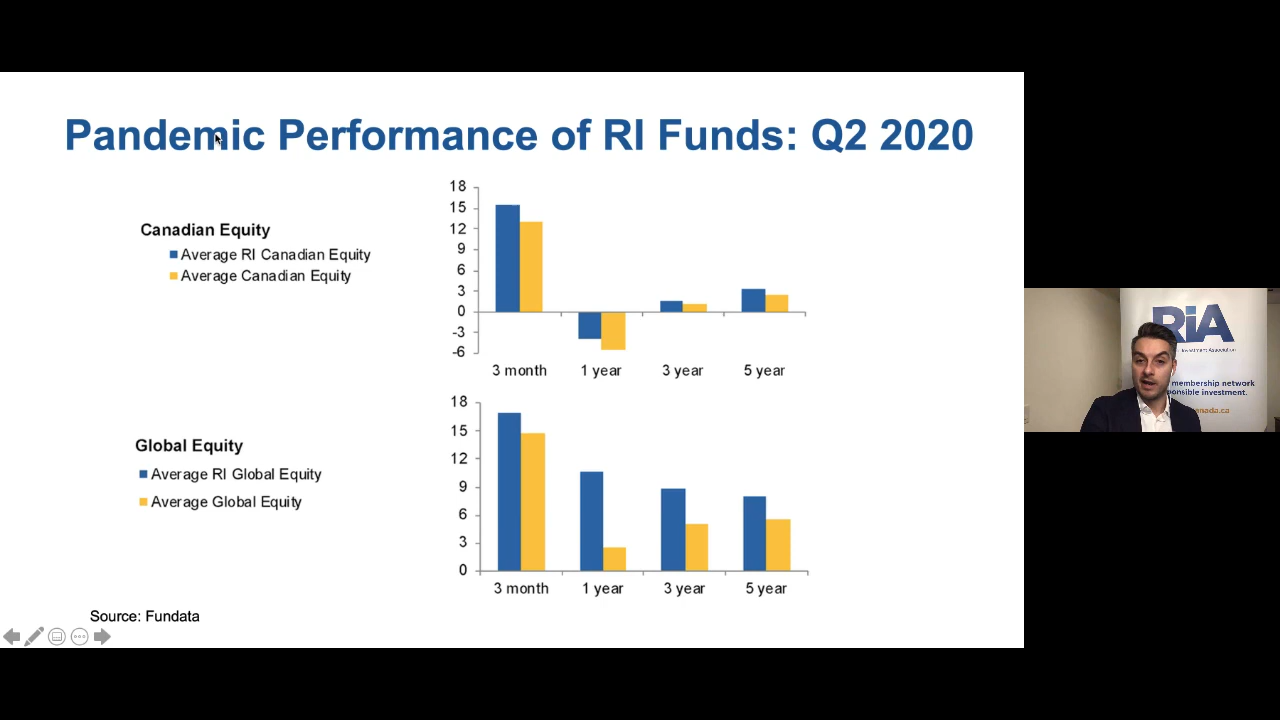 Pandemic Performance of RI Funds: Q2 2020
Canadian Equity
Average RI Canadian Equity
Average Canadian Equity
18
15
12
9
6
3
0
-3
-6
3 month 1 year 3 year 5 year
Global Equity
Average RI Global Equity
Average Global Equity
18
15
12
9
6
3
0
3 month 1 year 3 year 5 year
Source: Fundata
RiA
Investment Association
membership network
investment.